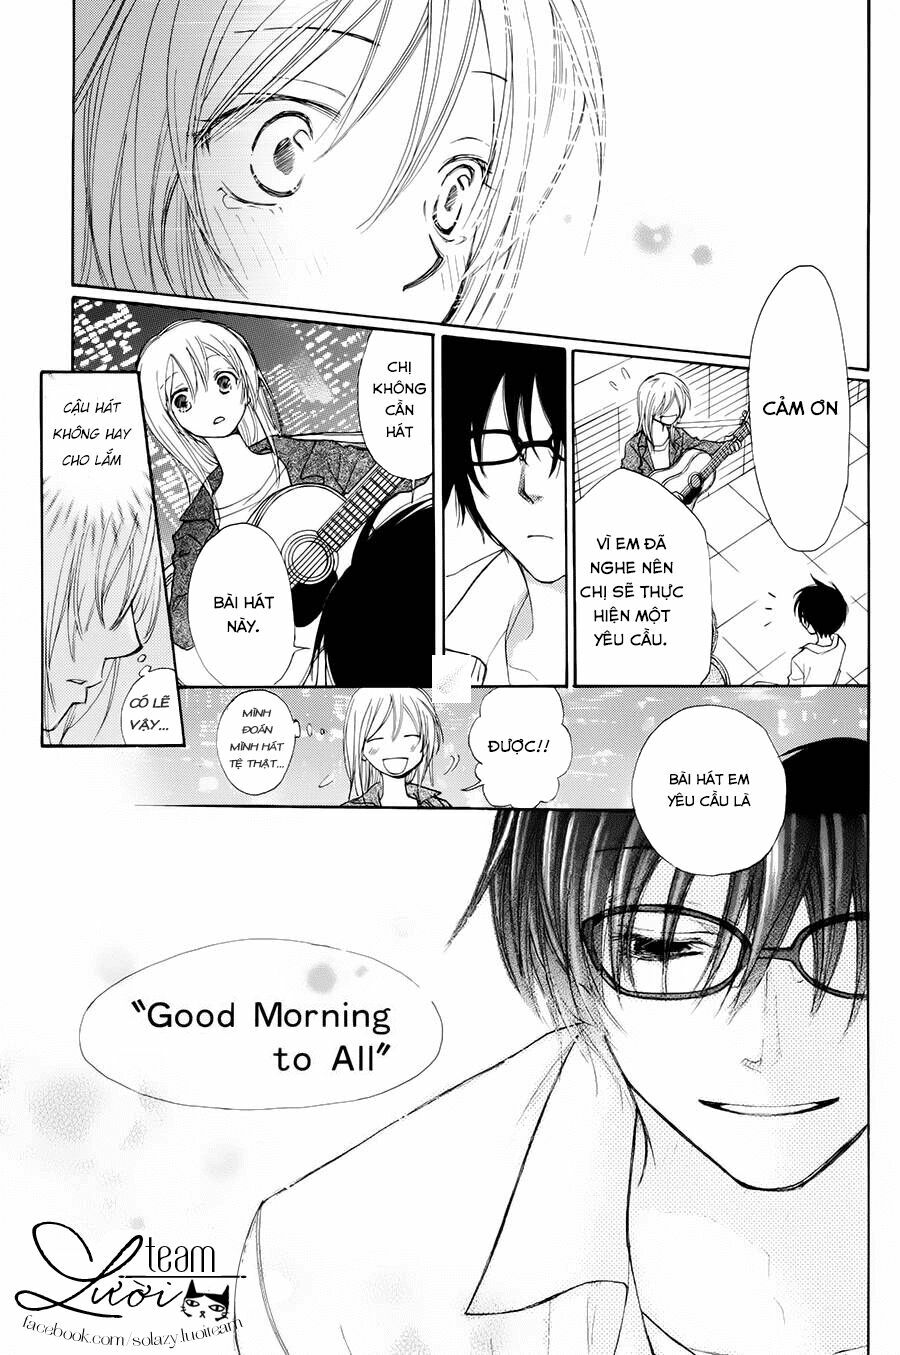 CẢM ƠN
VÌ EM ĐÃ
NGHE NÊN
CHỊ SẼ THỰC
HIỆN MỘT
YÊU CẦU.
CHỊ
KHÔNG
CẦN
HÁT
BÀI HÁT
NÀY.
CẬU HÁT
KHÔNG HAY
CHO LẮM
CÓ LẼ
VẬY...
BÀI HÁT EM
YÊU CẦU LÀ
ĐƯỢC!!
MÌNH
ĐOÁN
MÌNH HÁT
TỆ THẬT...
"Good Morning
to All"
team
Lười
facebook.com/solazy.luoiteam